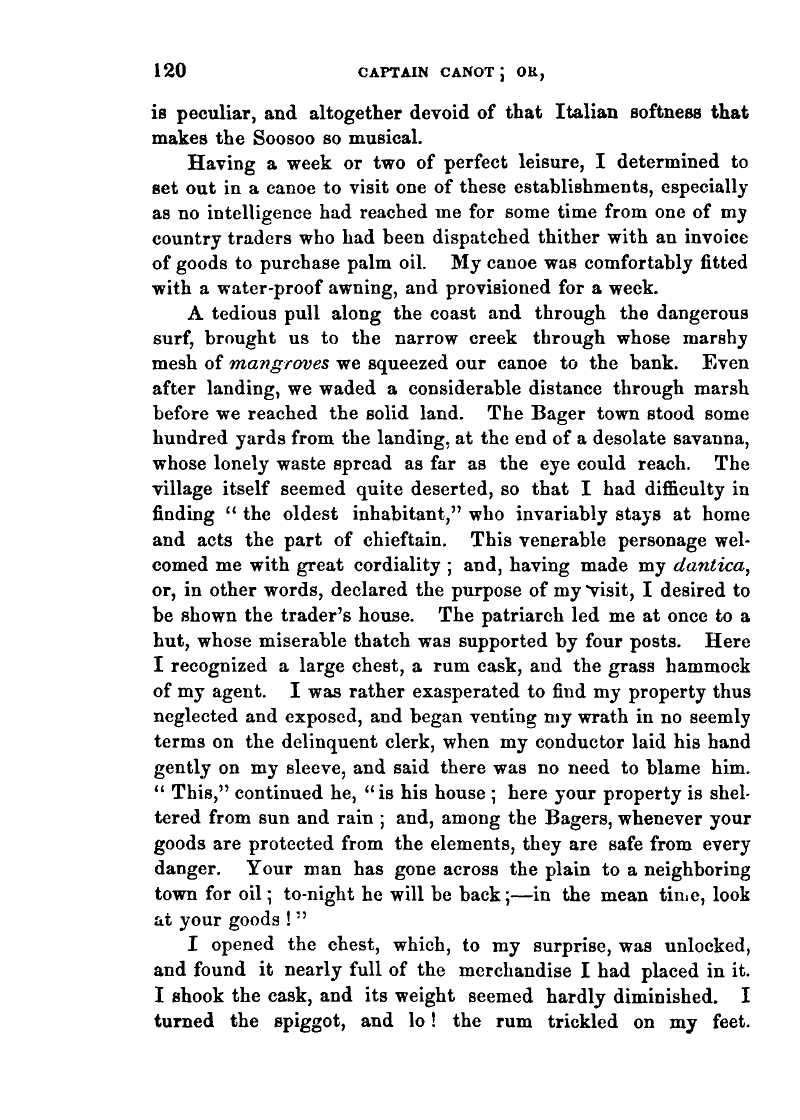 120 CAPTAIN CANOT; OR,
is peculiar, and altogether devoid of that Italian softness that
makes the Soosoo so musical.
Having a week or two of perfect leisure, I determined to
set out in a canoe to visit one of these establishments, especially
as no intelligence had reached me for some time from one of my
country traders who had been dispatched thither with an invoice
of goods to purchase palm oil. My canoe was comfortably fitted
with a water-proof awning, and provisioned for a week.
A tedious pull along the coast and through the dangerous
surf, brought us to the narrow creek through whose marshy
mesh of mangroves we squeezed our canoe to the bank. Even
after landing, we waded a considerable distance through marsh
before we reached the solid land. The Bager town stood some
hundred yards from the landing, at the end of a desolate savanna,
whose lonely waste spread as far as the eye could reach. The
village itself seemed quite deserted, so that I had difficulty in
finding “ the oldest inhabitant,” who invariably stays at home
and acts the part of chieftain. This venerable personage wel-
comed me with great cordiality ; and, having made my dantica,
or, in other words, declared the purpose of my visit, I desired to
be shown the trader's house. The patriarch led me at once to a
hut, whose miserable thatch was supported by four posts. Here
I recognized a large chest, a rum cask, and the grass hammock
of my agent. I was rather exasperated to find my property thus
neglected and exposed, and began venting my wrath in no seemly
terms on the delinquent clerk, when my conductor laid his hand
gently on my sleeve, and said there was no need to blame him.
“ This,” continued he, “ is his house ; here your property is shel-
tered from sun and rain ; and, among the Bagers, whenever your
goods are protected from the elements, they are safe from every
danger. Your man has gone across the plain to a neighboring
town for oil ; to-night he will be back ;—in the mean time, look
at your goods ! ”
I opened the chest, which, to my surprise, was unlocked,
and found it nearly full of the merchandise I had placed in it.
I shook the cask, and its weight seemed hardly diminished. I
turned the spiggot, and lo ! the rum trickled on my feet.